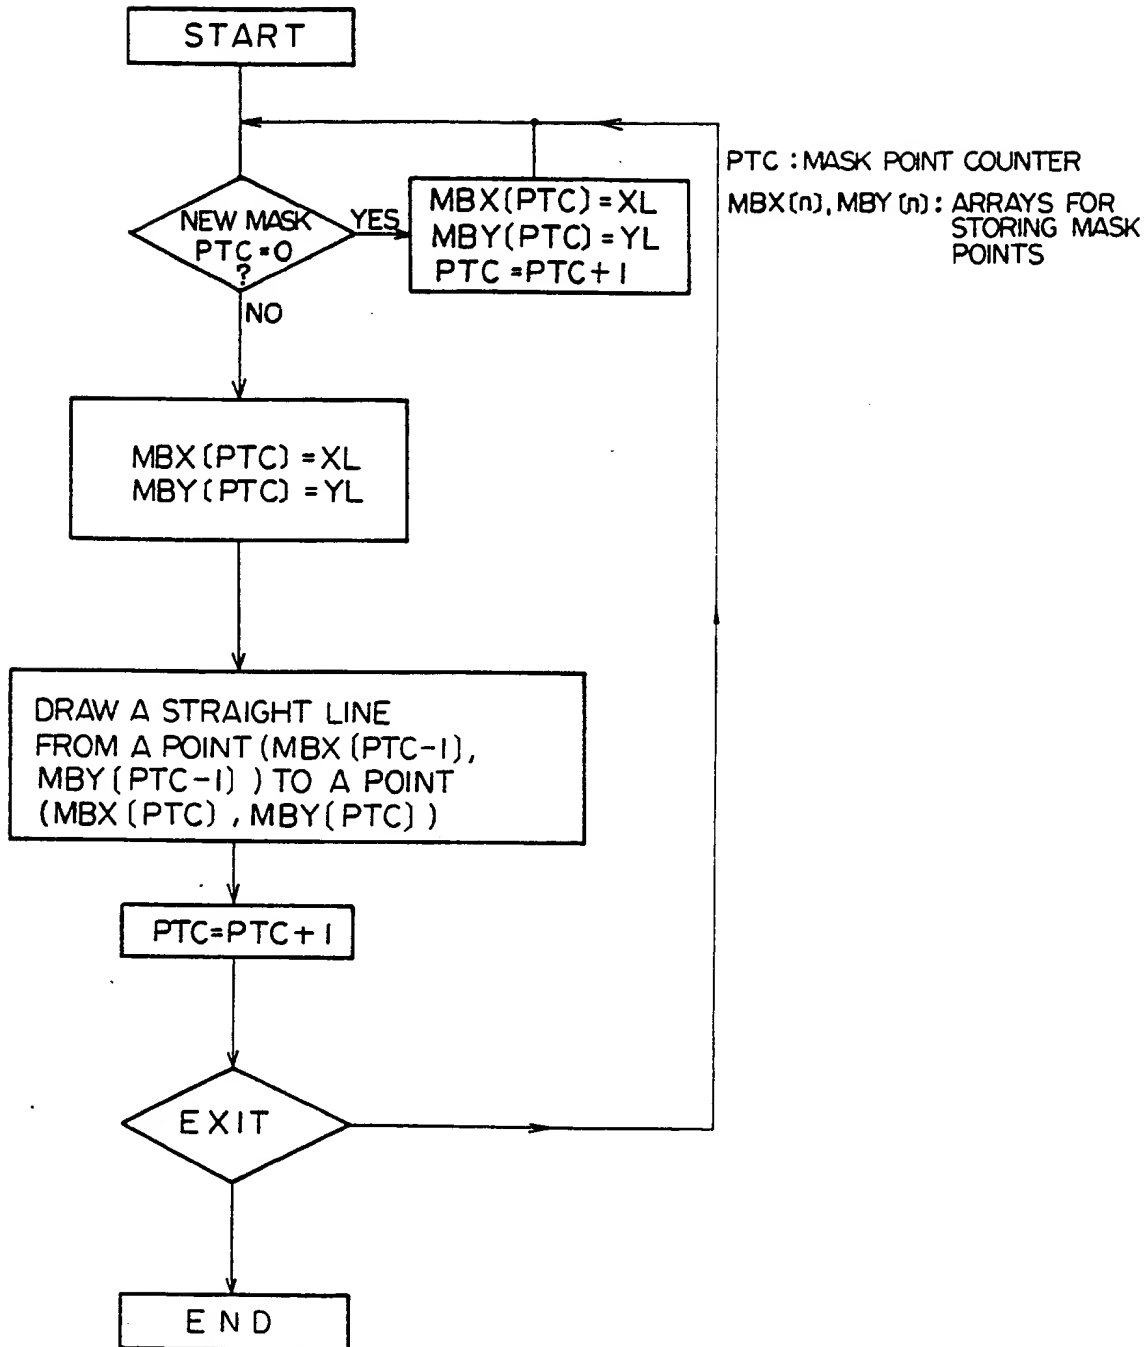 START
PTC : MASK POINT COUNTER
MBX(n), MBY(n) : ARRAYS FOR
STORING MASK
POINTS
NEW MASK
PTC = 0
?
YES
MBX(PTC) = XL
MBY(PTC) = YL
PTC = PTC + 1
NO
MBX(PTC) = XL
MBY(PTC) = YL
DRAW A STRAIGHT LINE
FROM A POINT (MBX(PTC-1),
MBY(PTC-1)) TO A POINT
(MBX(PTC), MBY(PTC))
PTC = PTC + 1
EXIT
END